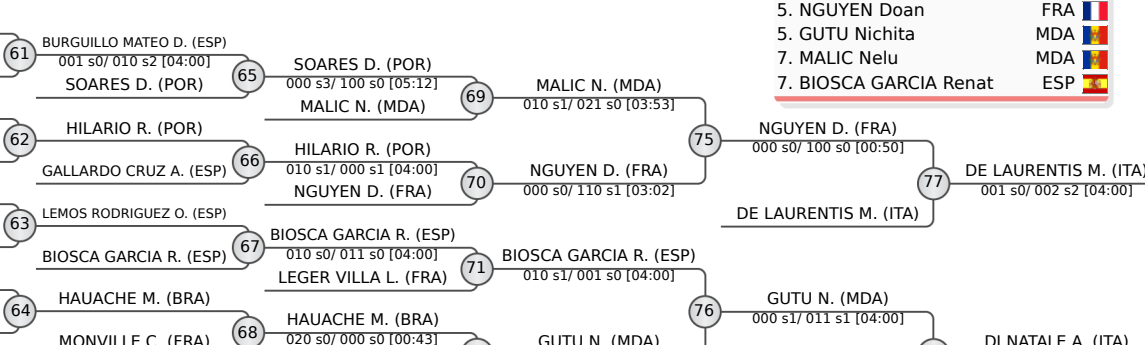 5. NGUYEN Doan FRA
5. GUTU Nichita MDA
7. MALIC Nelu MDA
7. BIOSCA GARCIA Renat ESP
61
BURGUILLO MATEO D. (ESP)
001 s0/ 010 s2 [04:00]
SOARES D. (POR)
62
HILARIO R. (POR)
GALLARDO CRUZ A. (ESP)
63
LEMOS RODRIGUEZ O. (ESP)
BIOSCA GARCIA R. (ESP)
64
HAUACHE M. (BRA)
MONVILLE C. (FRA)
65
SOARES D. (POR)
000 s3/ 100 s0 [05:12]
MALIC N. (MDA)
66
HILARIO R. (POR)
010 s1/ 000 s1 [04:00]
NGUYEN D. (FRA)
67
BIOSCA GARCIA R. (ESP)
010 s0/ 011 s0 [04:00]
LEGER VILLA L. (FRA)
68
HAUACHE M. (BRA)
020 s0/ 000 s0 [00:43]
69
MALIC N. (MDA)
010 s1/ 021 s0 [03:53]
70
NGUYEN D. (FRA)
000 s0/ 110 s1 [03:02]
71
BIOSCA GARCIA R. (ESP)
010 s1/ 001 s0 [04:00]
GUTU N. (MDA)
75
NGUYEN D. (FRA)
000 s0/ 100 s0 [00:50]
DE LAURENTIS M. (ITA)
76
GUTU N. (MDA)
000 s1/ 011 s1 [04:00]
77
DE LAURENTIS M. (ITA)
001 s0/ 002 s2 [04:00]
DI NATALE A. (ITA)